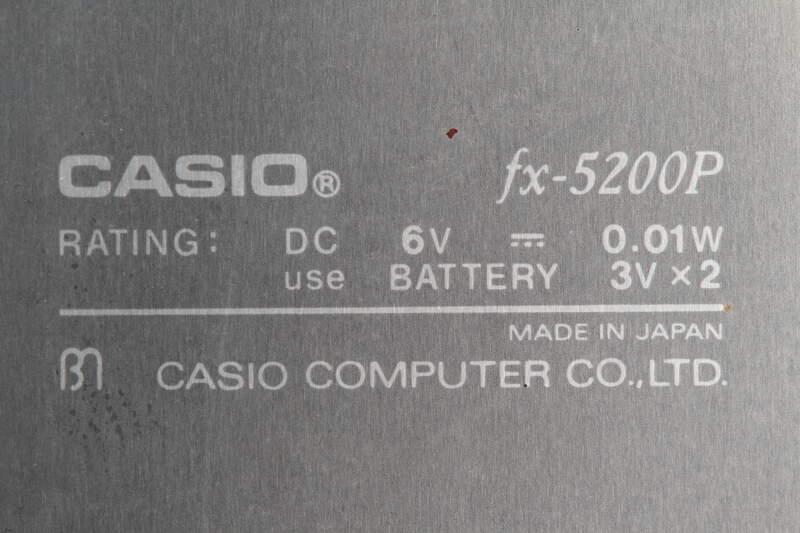 CASIO® fx-5200P
RATING: DC 6V ⎓ 0.01W
use BATTERY 3V×2
MADE IN JAPAN
CASIO COMPUTER CO.,LTD.